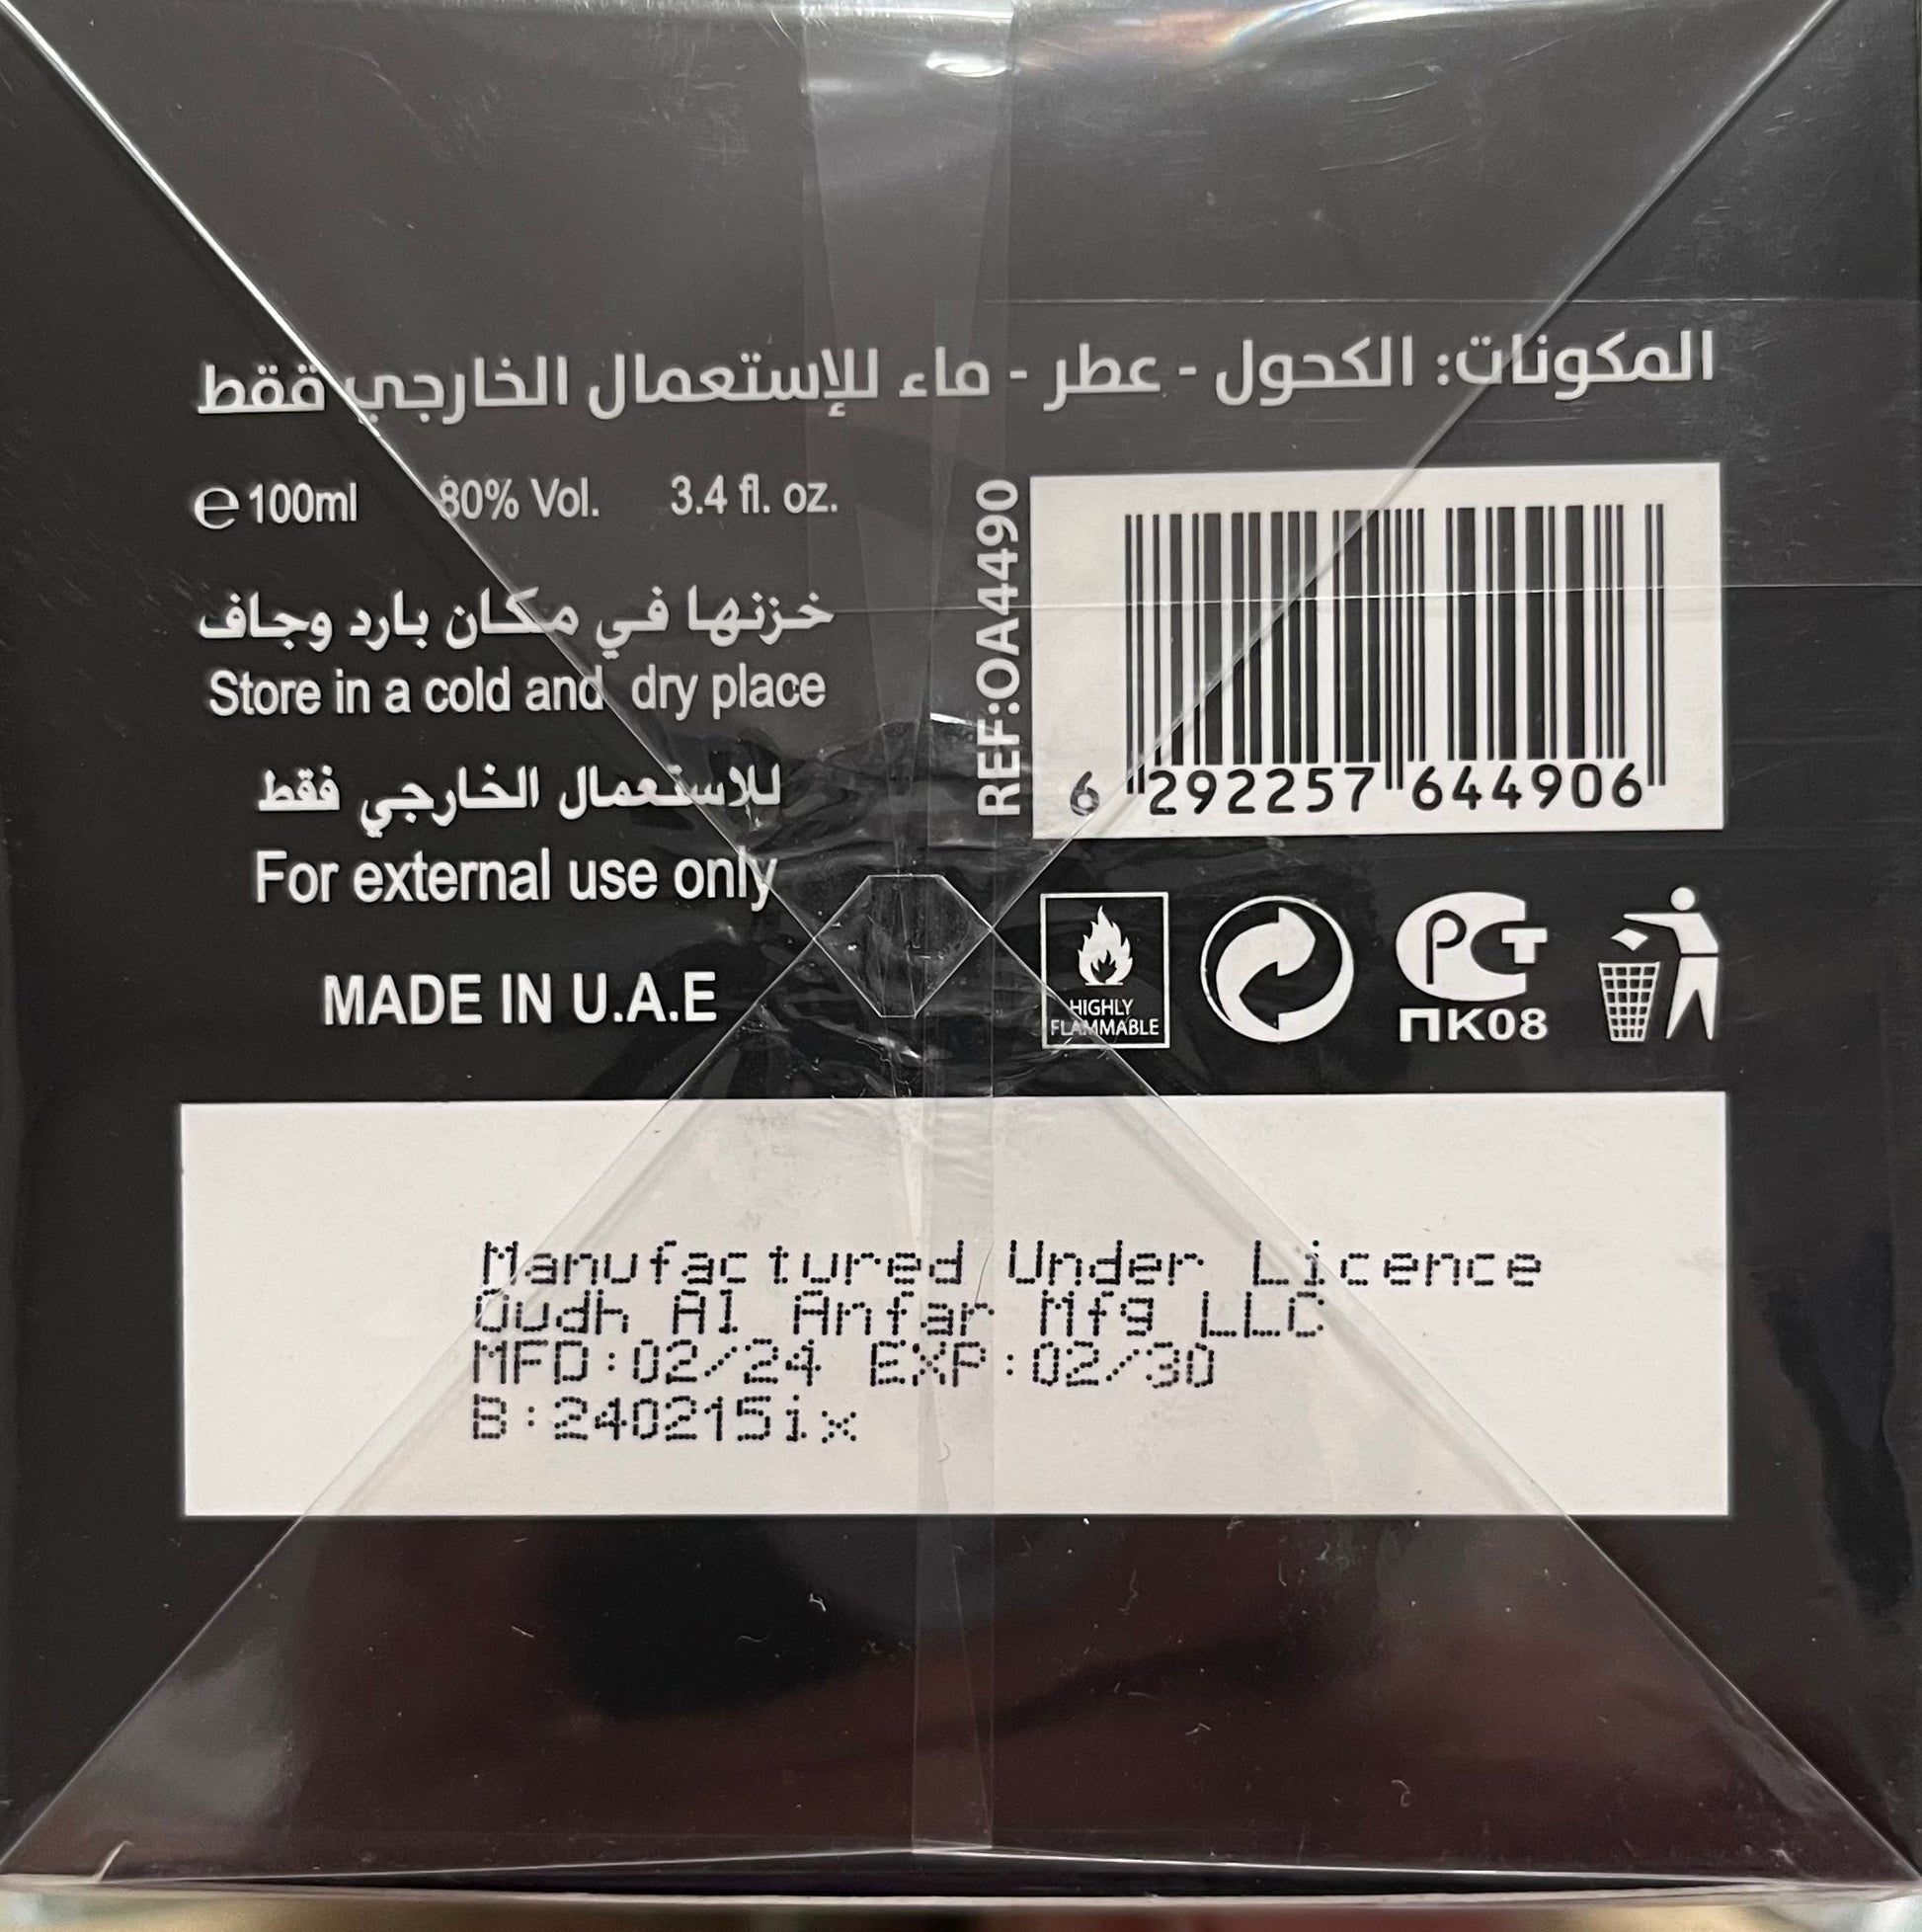 المكونات: الكحول - عطر - ماء للإستعمال الخارجي فقط
e 100ml 80% Vol. 3.4 fl. oz.
خزنها في مكان بارد وجاف
Store in a cold and dry place
للاستعمال الخارجي فقط
For external use only
MADE IN U.A.E
REF:OA4490
6 292257 644906
HIGHLY
FLAMMABLE
РСТ
ПК08
Manufactured Under Licence
Oudh Al Anfar Mfg LLC
MFD:02/24 EXP:02/30
B:240215ix